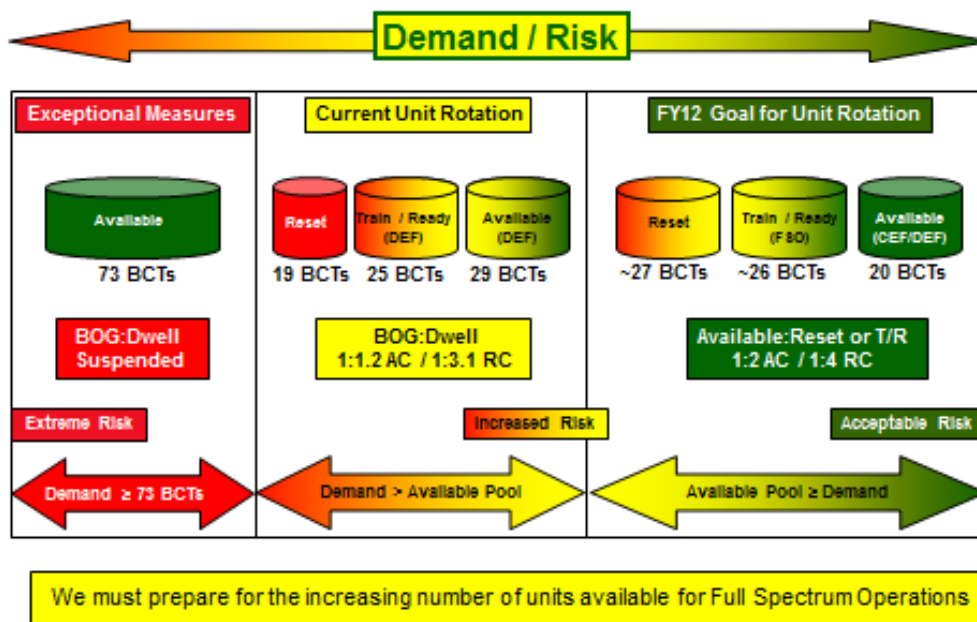 Demand / Risk
Exceptional Measures
Available
73 BCTs
BOG:Dwell
Suspended
Extreme Risk
Demand ≥ 73 BCTs
Current Unit Rotation
Reset
19 BCTs
Train / Ready
(DEF)
25 BCTs
Available
(DEF)
29 BCTs
BOG:Dwell
1:1.2 AC / 1:3.1 RC
Increased Risk
Demand > Available Pool
FY12 Goal for Unit Rotation
Reset
~27 BCTs
Train / Ready
(FSO)
~26 BCTs
Available
(CEF/DEF)
20 BCTs
Available:Reset or T/R
1:2 AC / 1:4 RC
Acceptable Risk
Available Pool ≥ Demand
We must prepare for the increasing number of units available for Full Spectrum Operations